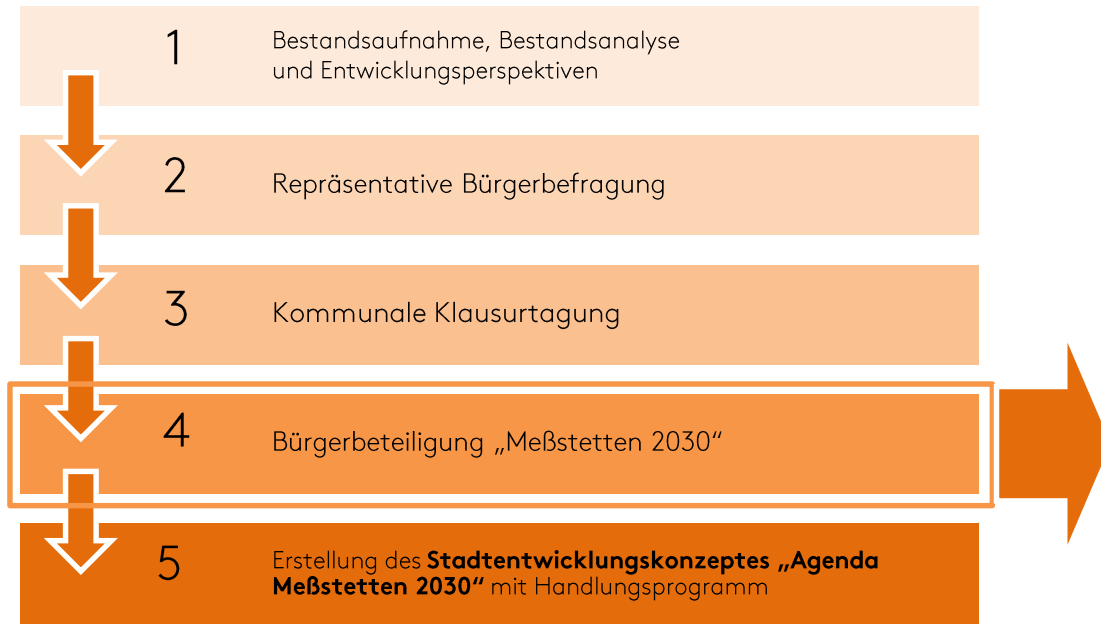 1
Bestandsaufnahme, Bestandsanalyse
und Entwicklungsperspektiven
2
Repräsentative Bürgerbefragung
3
Kommunale Klausurtagung
4
Bürgerbeteiligung „Meßstetten 2030“
5
Erstellung des Stadtentwicklungskonzeptes „Agenda
Meßstetten 2030“ mit Handlungsprogramm